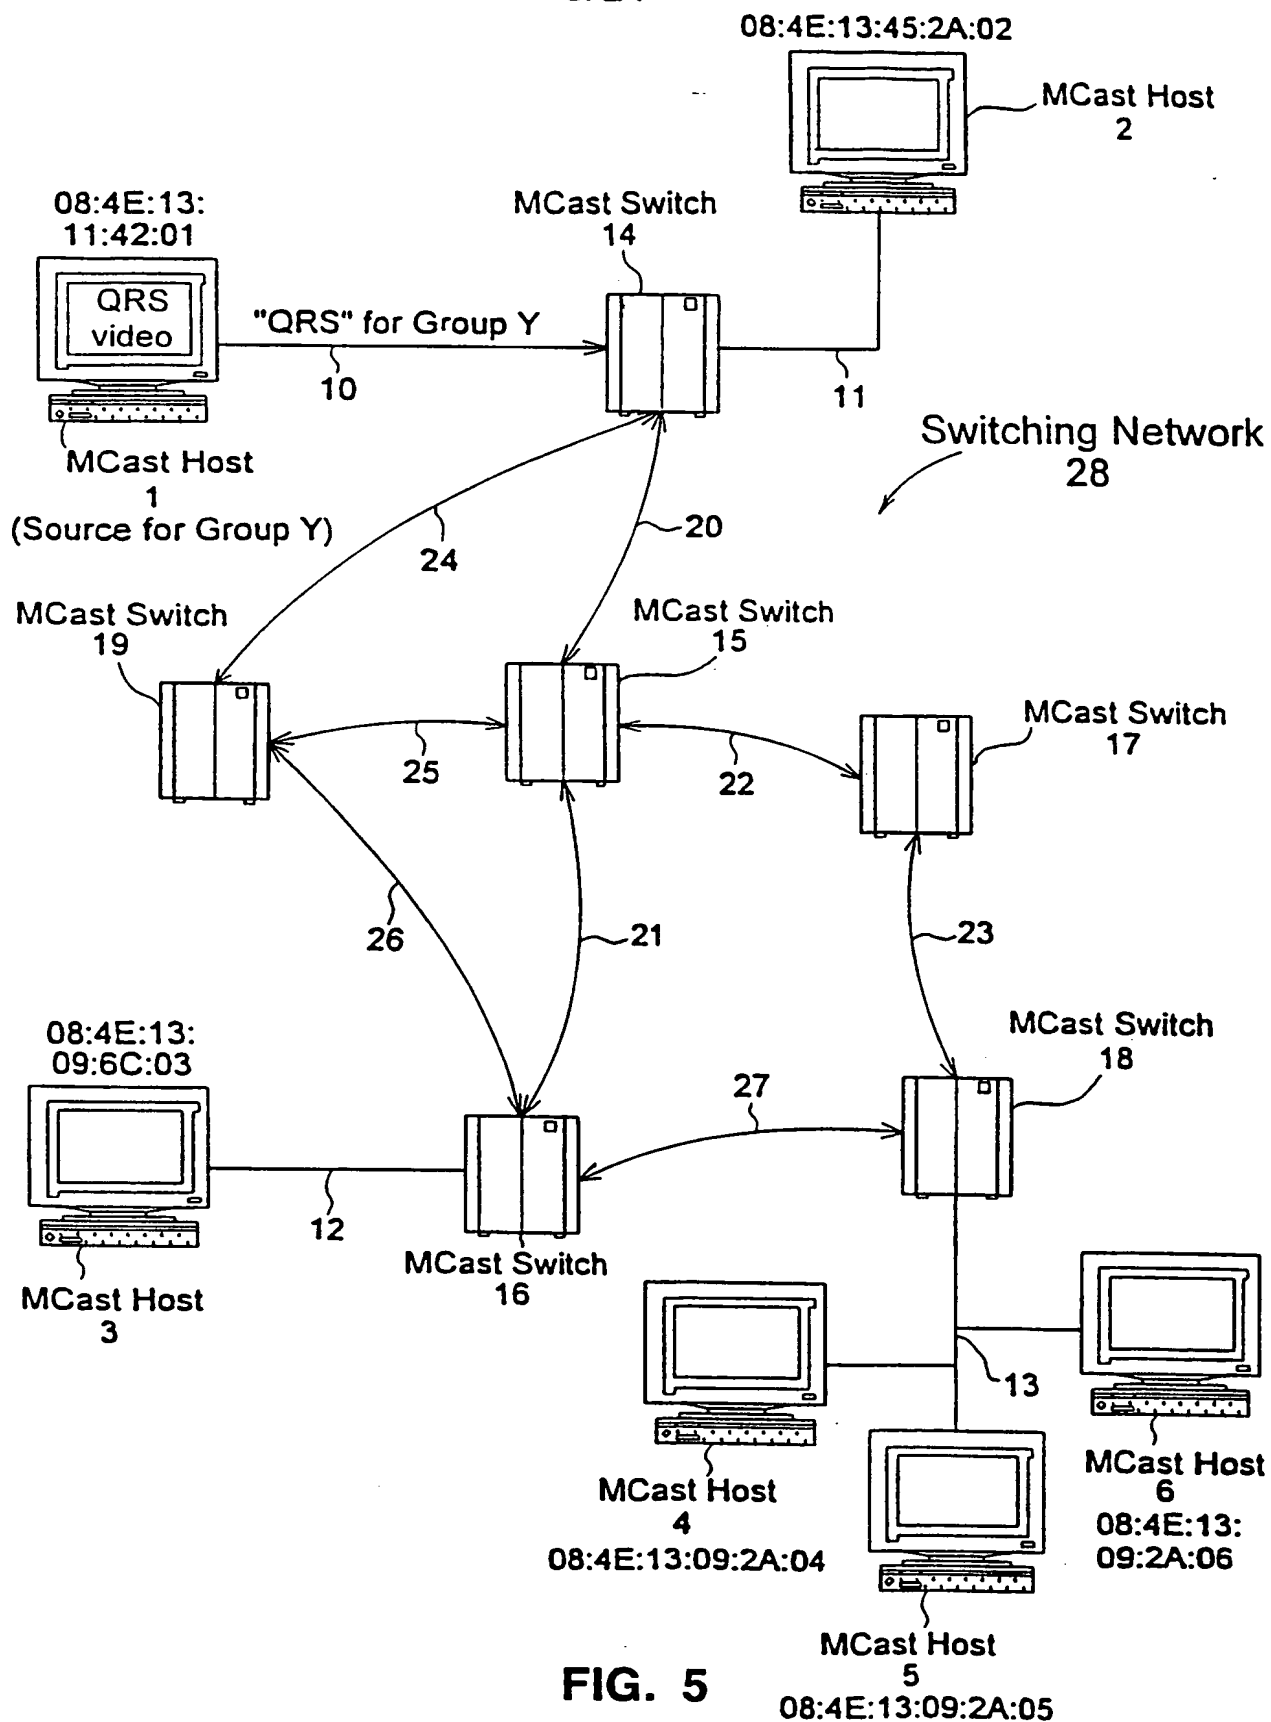 08:4E:13:45:2A:02
MCast Host
2
08:4E:13:
11:42:01
MCast Switch
14
QRS
video
"QRS" for Group Y
10
11
MCast Host
1
(Source for Group Y)
Switching Network
28
24
20
MCast Switch
19
MCast Switch
15
MCast Switch
17
25
22
26
21
23
08:4E:13:
09:6C:03
MCast Switch
18
27
12
MCast Switch
16
MCast Host
3
13
MCast Host
4
08:4E:13:09:2A:04
MCast Host
6
08:4E:13:
09:2A:06
MCast Host
5
08:4E:13:09:2A:05
FIG. 5